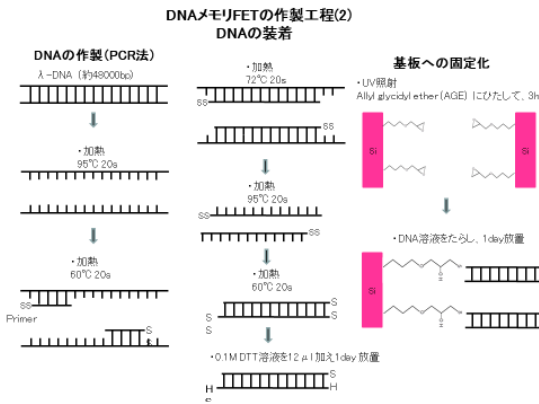 DNAメモリFETの作製工程(2)
DNAの装着
DNAの作製(PCR法)
λ-DNA (約48000bp)
・加熱
95℃ 20s
・加熱
60℃ 20s
SS
Primer
S
S
・加熱
72℃ 20s
SS
SS
・加熱
95℃ 20s
SS
SS
・加熱
60℃ 20s
S
S
S
S
・0.1M DTT溶液を12μl加え1day 放置
S
H
H
S
基板への固定化
・UV照射
Allyl glycidyl ether(AGE) にひたして、3h
Si
Si
・DNA溶液をたらし、1day放置
Si